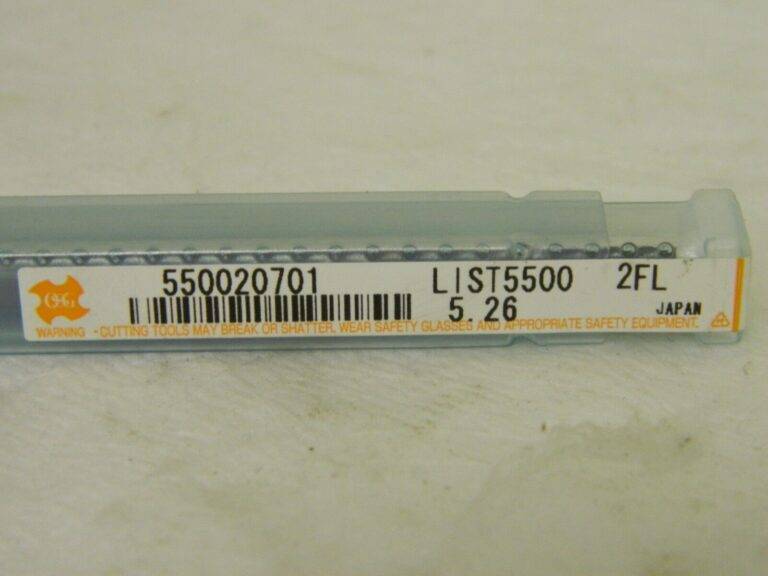 OSG
550020701 LIST5500 2FL
5.26 JAPAN
WARNING - CUTTING TOOLS MAY BREAK OR SHATTER. WEAR SAFETY GLASSES AND APPROPRIATE SAFETY EQUIPMENT.